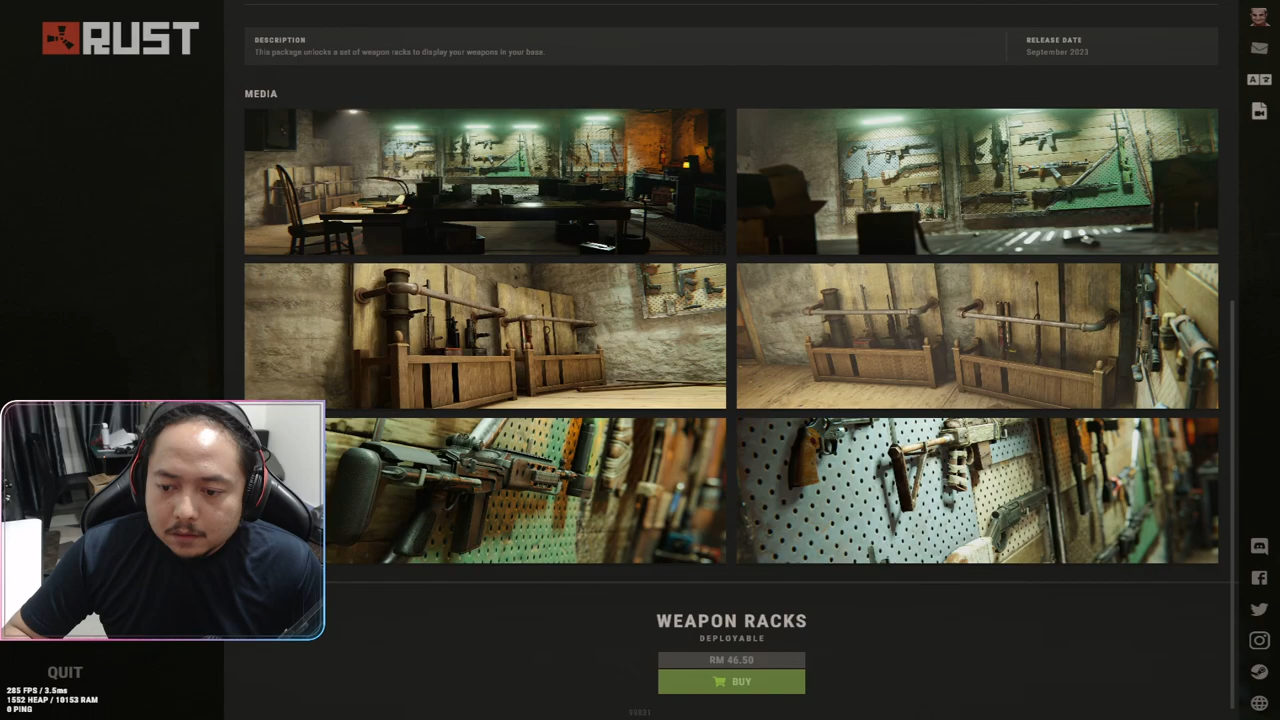 RUST
DESCRIPTION
This package unlocks a set of weapon racks to display your weapons in your base.
RELEASE DATE
September 2023
MEDIA
WEAPON RACKS
DEPLOYABLE
RM 46.50
BUY
QUIT
285 FPS / 3.5ms
1552 HEAP / 10153 RAM
0 PING